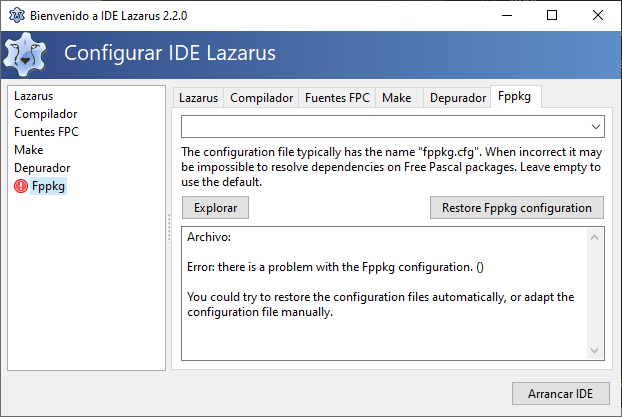 Bienvenido a IDE Lazarus 2.2.0
Configurar IDE Lazarus
Lazarus
Compilador
Fuentes FPC
Make
Depurador
Fppkg
Lazarus Compilador Fuentes FPC Make Depurador Fppkg
The configuration file typically has the name "fppkg.cfg". When incorrect it may
be impossible to resolve dependencies on Free Pascal packages. Leave empty to
use the default.
Explorar Restore Fppkg configuration
Archivo:
Error: there is a problem with the Fppkg configuration. ()
You could try to restore the configuration files automatically, or adapt the
configuration file manually.
Arrancar IDE